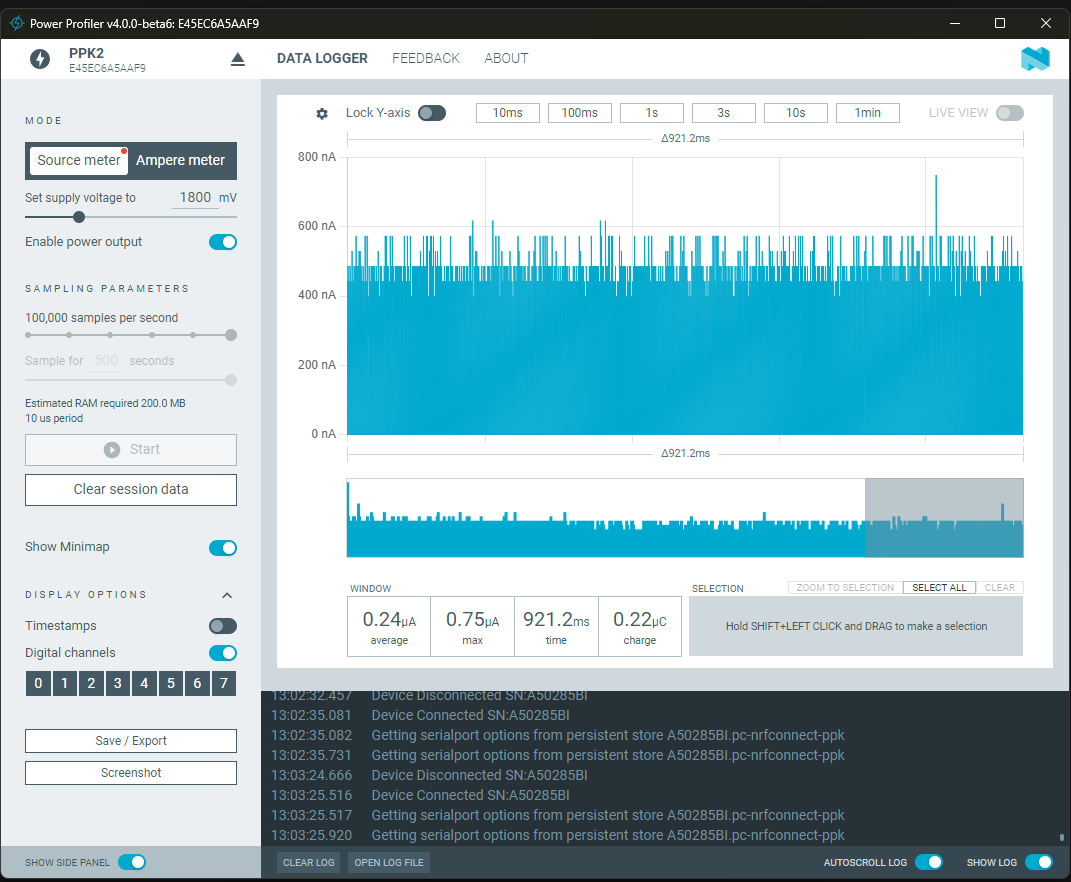 Power Profiler v4.0.0-beta6: E45EC6A5AAF9
PPK2
E45EC6A5AAF9
DATA LOGGER FEEDBACK ABOUT
MODE
Source meter Ampere meter
Set supply voltage to 1800 mV
Enable power output
SAMPLING PARAMETERS
100,000 samples per second
Sample for 500 seconds
Estimated RAM required 200.0 MB
10 us period
Start
Clear session data
Show Minimap
DISPLAY OPTIONS
Timestamps
Digital channels
0 1 2 3 4 5 6 7
Save / Export
Screenshot
SHOW SIDE PANEL
Lock Y-axis 10ms 100ms 1s 3s 10s 1min LIVE VIEW
Δ921.2ms
800 nA
600 nA
400 nA
200 nA
0 nA
Δ921.2ms
WINDOW
0.24μA 0.75μA 921.2ms 0.22μC
average max time charge
SELECTION ZOOM TO SELECTION SELECT ALL CLEAR
Hold SHIFT+LEFT CLICK and DRAG to make a selection
13:02:32.457 Device Disconnected SN:A50285BI
13:02:35.081 Device Connected SN:A50285BI
13:02:35.082 Getting serialport options from persistent store A50285BI.pc-nrfconnect-ppk
13:02:35.731 Getting serialport options from persistent store A50285BI.pc-nrfconnect-ppk
13:03:24.666 Device Disconnected SN:A50285BI
13:03:25.516 Device Connected SN:A50285BI
13:03:25.517 Getting serialport options from persistent store A50285BI.pc-nrfconnect-ppk
13:03:25.920 Getting serialport options from persistent store A50285BI.pc-nrfconnect-ppk
CLEAR LOG OPEN LOG FILE AUTOSCROLL LOG SHOW LOG